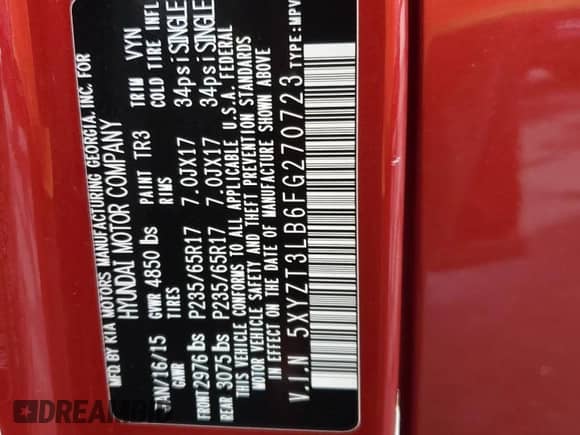 MFD BY KIA MOTORS MANUFACTURING GEORGIA, INC. FOR
HYUNDAI MOTOR COMPANY
JAN/16/15 GVWR 4850 lbs PAINT TR3 TRIM VYN
GAWR TIRES RIMS COLD TIRE INFL
FRONT 2976 lbs P235/65R17 7.0JX17 34psi SINGLE
REAR 3075 lbs P235/65R17 7.0JX17 34psi SINGLE
THIS VEHICLE CONFORMS TO ALL APPLICABLE U.S.A. FEDERAL
MOTOR VEHICLE SAFETY AND THEFT PREVENTION STANDARDS
IN EFFECT ON THE DATE OF MANUFACTURE SHOWN ABOVE
V.I.N 5XYZT3LB6FG270723 TYPE:MPV
DREAMBID